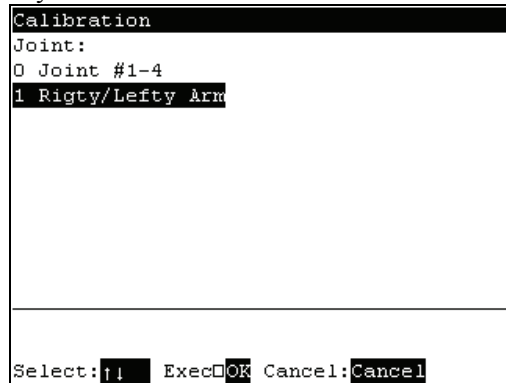 Calibration
Joint:
0 Joint #1-4
1 Rigty/Lefty Arm
Select:↑↓ Exec□OK Cancel:Cancel